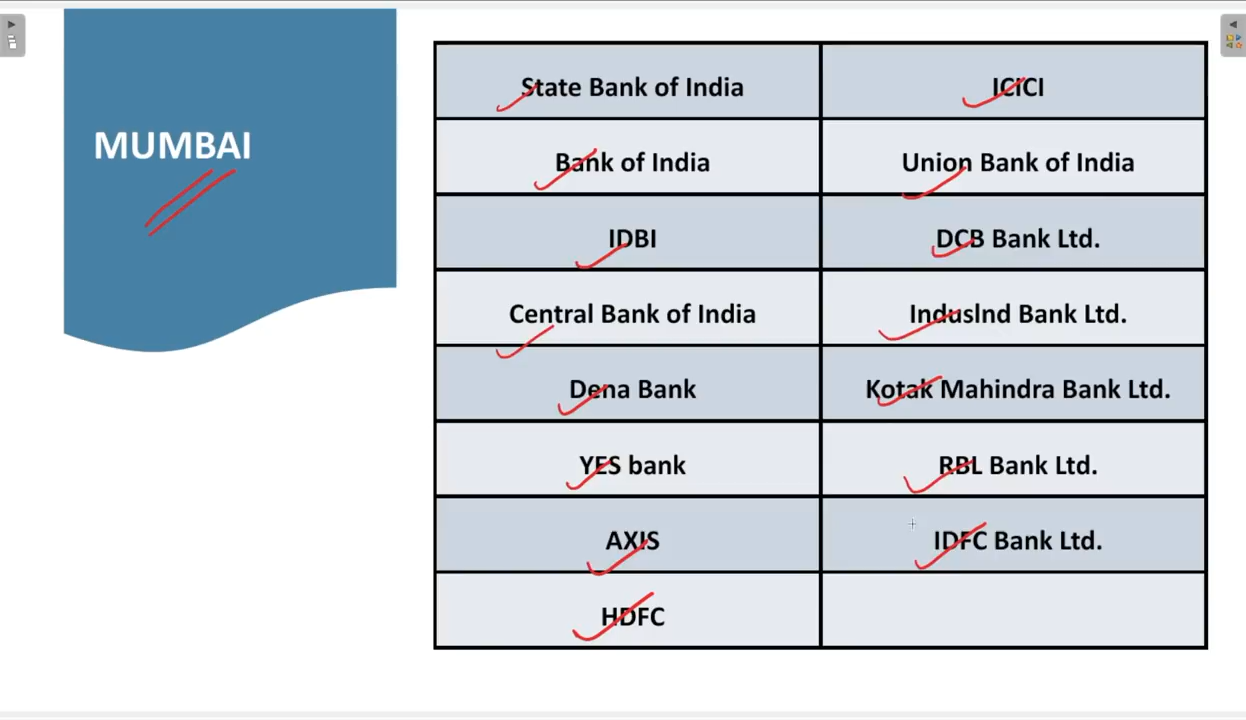 MUMBAI
State Bank of India
ICICI
Bank of India
Union Bank of India
IDBI
DCB Bank Ltd.
Central Bank of India
IndusInd Bank Ltd.
Dena Bank
Kotak Mahindra Bank Ltd.
YES bank
RBL Bank Ltd.
AXIS
IDFC Bank Ltd.
HDFC